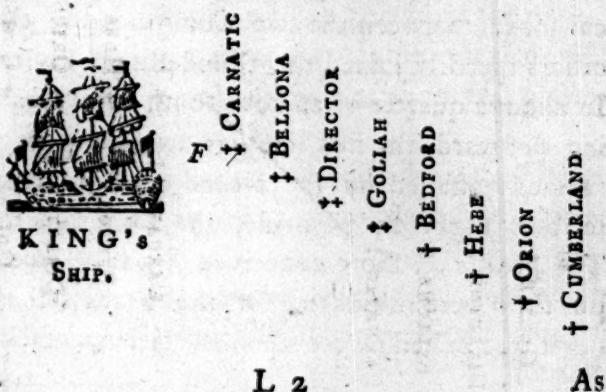 KING's
SHIP.
F
‡ CARNATIC
‡ BELLONA
‡ DIRECTOR
‡ GOLIAH
† BEDFORD
† HEBE
† ORION
† CUMBERLAND
L 2
As